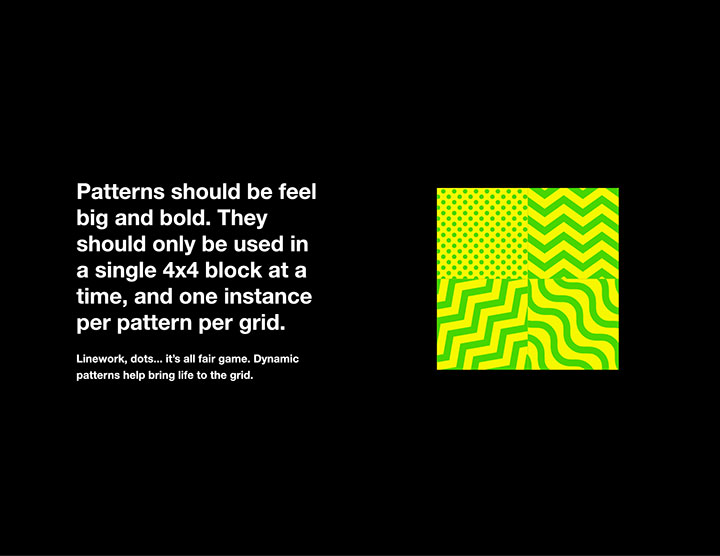 Patterns should be feel
big and bold. They
should only be used in
a single 4x4 block at a
time, and one instance
per pattern per grid.
Linework, dots... it's all fair game. Dynamic
patterns help bring life to the grid.